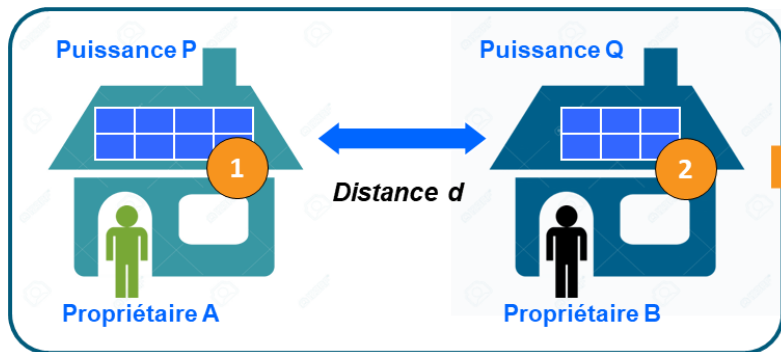 Puissance P
Puissance Q
1
2
Distance d
Propriétaire A
Propriétaire B